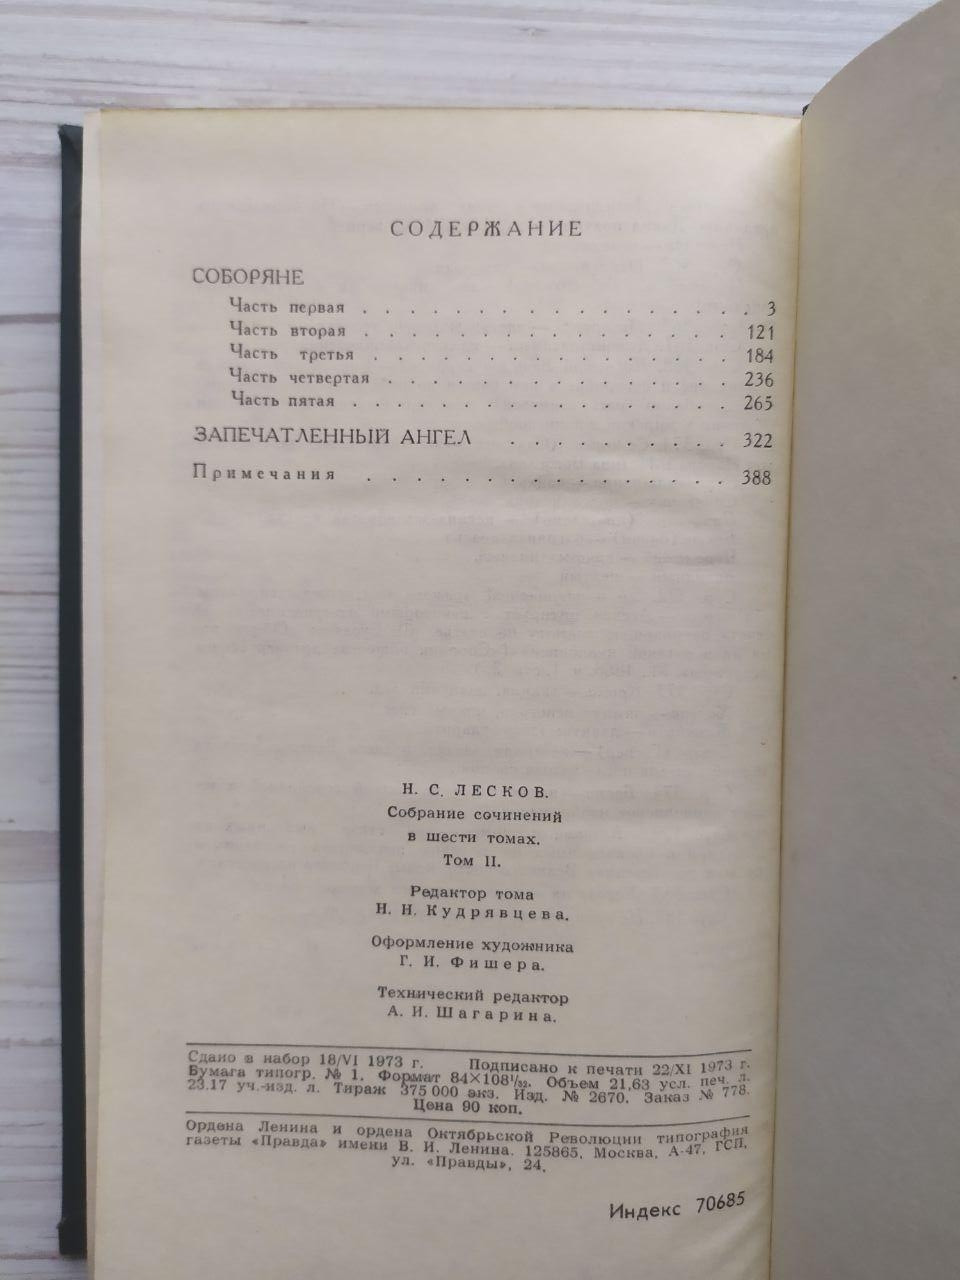 СОДЕРЖАНИЕ
СОБОРЯНЕ
Часть первая . . . . . . . . . . . . . . . . . 3
Часть вторая . . . . . . . . . . . . . . . . 121
Часть третья . . . . . . . . . . . . . . . . 184
Часть четвертая . . . . . . . . . . . . . . . 236
Часть пятая . . . . . . . . . . . . . . . . 265
ЗАПЕЧАТЛЕННЫЙ АНГЕЛ . . . . . . . . . . 322
Примечания . . . . . . . . . . . . . . . . 388
Н. С. ЛЕСКОВ.
Собрание сочинений
в шести томах.
Том II.
Редактор тома
Н. Н. Кудрявцева.
Оформление художника
Г. И. Фишера.
Технический редактор
А. И. Шагарина.
Сдано в набор 18/VI 1973 г. Подписано к печати 22/XI 1973 г.
Бумага типогр. № 1. Формат 84×108¹/₃₂. Объем 21,63 усл. печ. л.
23.17 уч.-изд. л. Тираж 375 000 экз. Изд. № 2670. Заказ № 778.
Цена 90 коп.
Ордена Ленина и ордена Октябрьской Революции типография
газеты «Правда» имени В. И. Ленина. 125865, Москва, А-47, ГСП,
ул. «Правды», 24.
Индекс 70685